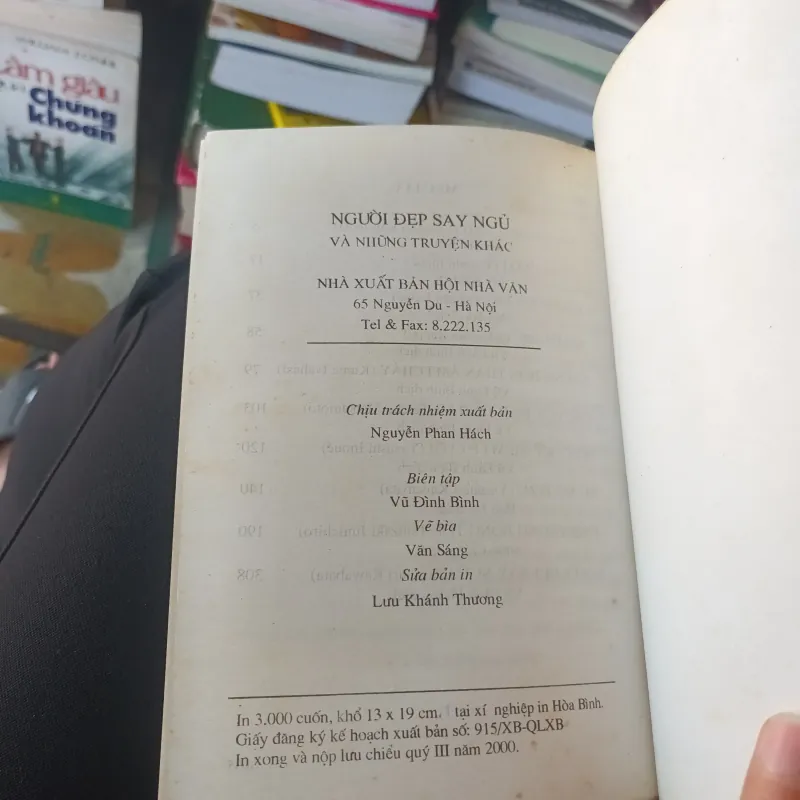 Làm giàu
Chứng
khoán
NGƯỜI ĐẸP SAY NGỦ
VÀ NHỮNG TRUYỆN KHÁC
NHÀ XUẤT BẢN HỘI NHÀ VĂN
65 Nguyễn Du - Hà Nội
Tel & Fax: 8.222.135
Chịu trách nhiệm xuất bản
Nguyễn Phan Hách
Biên tập
Vũ Đình Bình
Vẽ bìa
Văn Sáng
Sửa bản in
Lưu Khánh Thương
In 3.000 cuốn, khổ 13 x 19 cm. tại xí nghiệp in Hòa Bình.
Giấy đăng ký kế hoạch xuất bản số: 915/XB-QLXB
In xong và nộp lưu chiểu quý III năm 2000.